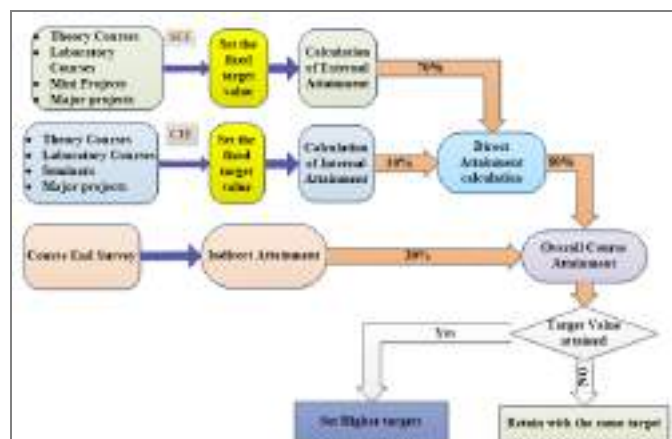 Theory Courses
Laboratory
Courses
Mini Projects
Major projects
SEE
Set the
fixed
target
value
Calculation
of External
Attainment
70%
Theory Courses
Laboratory Courses
Seminars
Major projects
CIE
Set the
fixed
target
value
Calculation
of Internal
Attainment
30%
Direct
Attainment
calculation
80%
Course End Survey
Indirect Attainment
20%
Overall Course
Attainment
Target Value
attained
Yes
NO
Set Higher targets
Retain with the same target